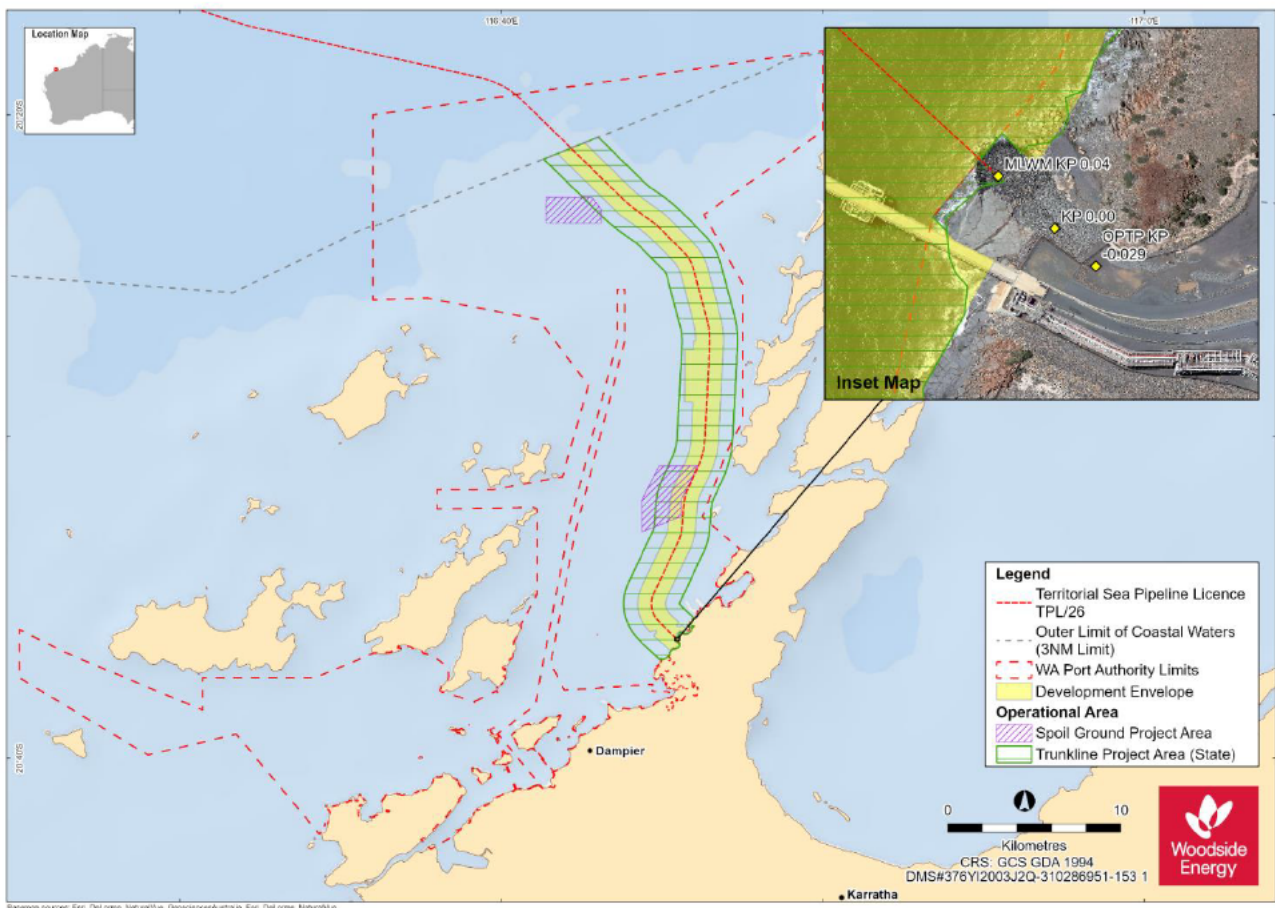 Location Map
116°40'E
117°0'E
20°20'S
20°40'S
MLWM KP 0.04
KP 0.00
OPTP KP
-0.029
Inset Map
Dampier
Karratha
Legend
Territorial Sea Pipeline Licence
TPL/26
Outer Limit of Coastal Waters
(3NM Limit)
WA Port Authority Limits
Development Envelope
Operational Area
Spoil Ground Project Area
Trunkline Project Area (State)
0 10
Kilometres
CRS: GCS GDA 1994
DMS#376YI2003J2Q-310286951-153 1
Woodside
Energy